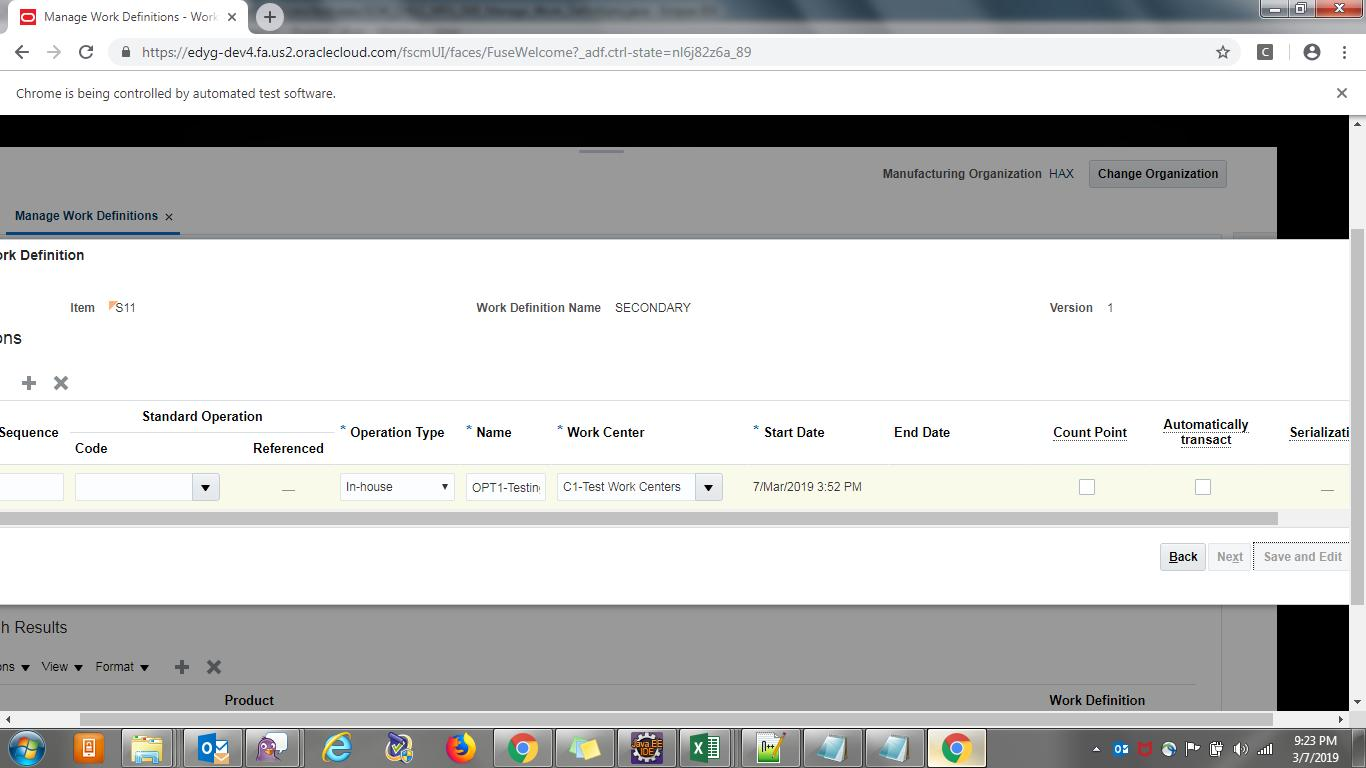 Manage Work Definitions - Work
https://edyg-dev4.fa.us2.oraclecloud.com/fscmUI/faces/FuseWelcome?_adf.ctrl-state=nl6j82z6a_89
C
Chrome is being controlled by automated test software.
Manufacturing Organization HAX Change Organization
Manage Work Definitions
ork Definition
Item S11 Work Definition Name SECONDARY Version 1
ons
Standard Operation
Sequence * Operation Type * Name * Work Center * Start Date End Date Count Point Automatically transact Serializati
Code Referenced
In-house OPT1-Testing C1-Test Work Centers 7/Mar/2019 3:52 PM
Back Next Save and Edit
h Results
ons View Format
Product Work Definition
Java EE
IDE
9:23 PM
3/7/2019